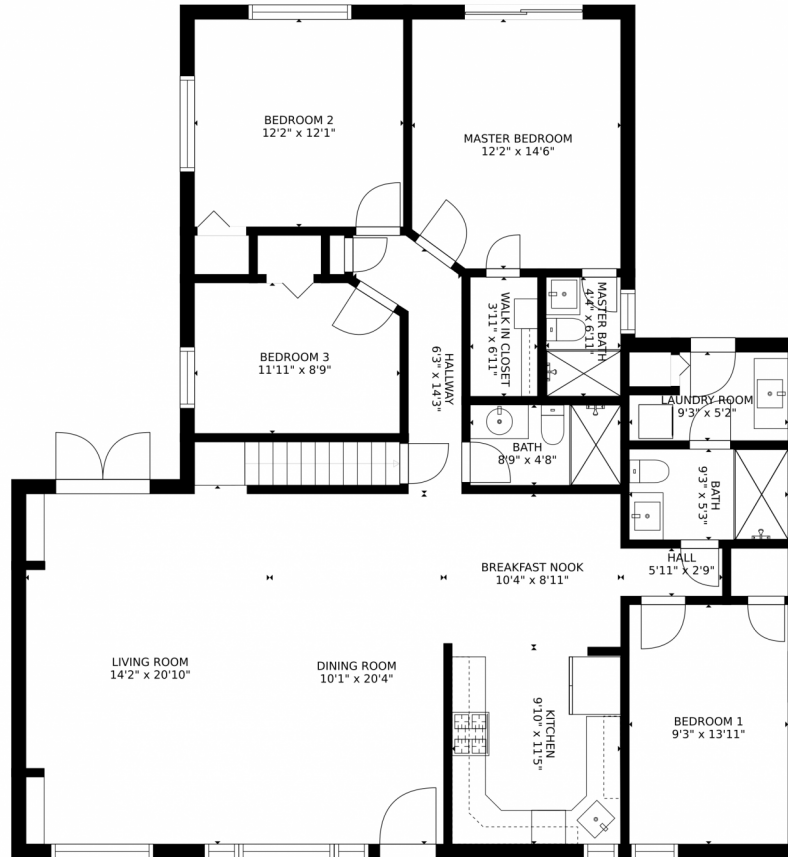 BEDROOM 2
12'2" x 12'1"
MASTER BEDROOM
12'2" x 14'6"
WALK IN CLOSET
3'11" x 6'11"
MASTER BATH
4'4" x 6'11"
BEDROOM 3
11'11" x 8'9"
HALLWAY
6'3" x 14'3"
LAUNDRY ROOM
9'3" x 5'2"
BATH
8'9" x 4'8"
BATH
9'3" x 5'3"
HALL
5'11" x 2'9"
BREAKFAST NOOK
10'4" x 8'11"
LIVING ROOM
14'2" x 20'10"
DINING ROOM
10'1" x 20'4"
KITCHEN
9'10" x 11'5"
BEDROOM 1
9'3" x 13'11"